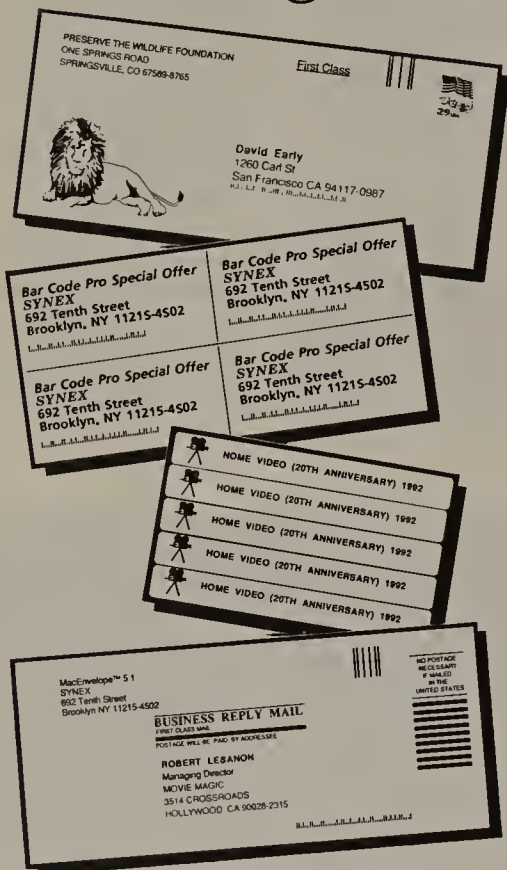 PRESERVE THE WILDLIFE FOUNDATION
ONE SPRINGS ROAD
SPRINGSVILLE, CO 67589-8765
First Class
29
David Early
1260 Carl St
San Francisco CA 94117-0987
Bar Code Pro Special Offer
SYNEX
692 Tenth Street
Brooklyn, NY 11215-4502
Bar Code Pro Special Offer
SYNEX
692 Tenth Street
Brooklyn, NY 11215-4502
Bar Code Pro Special Offer
SYNEX
692 Tenth Street
Brooklyn, NY 11215-4502
Bar Code Pro Special Offer
SYNEX
692 Tenth Street
Brooklyn, NY 11215-4502
HOME VIDEO (20TH ANNIVERSARY) 1992
HOME VIDEO (20TH ANNIVERSARY) 1992
HOME VIDEO (20TH ANNIVERSARY) 1992
HOME VIDEO (20TH ANNIVERSARY) 1992
HOME VIDEO (20TH ANNIVERSARY) 1992
MacEnvelope™ 5.1
SYNEX
692 Tenth Street
Brooklyn NY 11215-4502
NO POSTAGE
NECESSARY
IF MAILED
IN THE
UNITED STATES
BUSINESS REPLY MAIL
FIRST CLASS MAIL
POSTAGE WILL BE PAID BY ADDRESSEE
ROBERT LEBANON
Managing Director
MOVIE MAGIC
3514 CROSSROADS
HOLLYWOOD CA 90028-2315